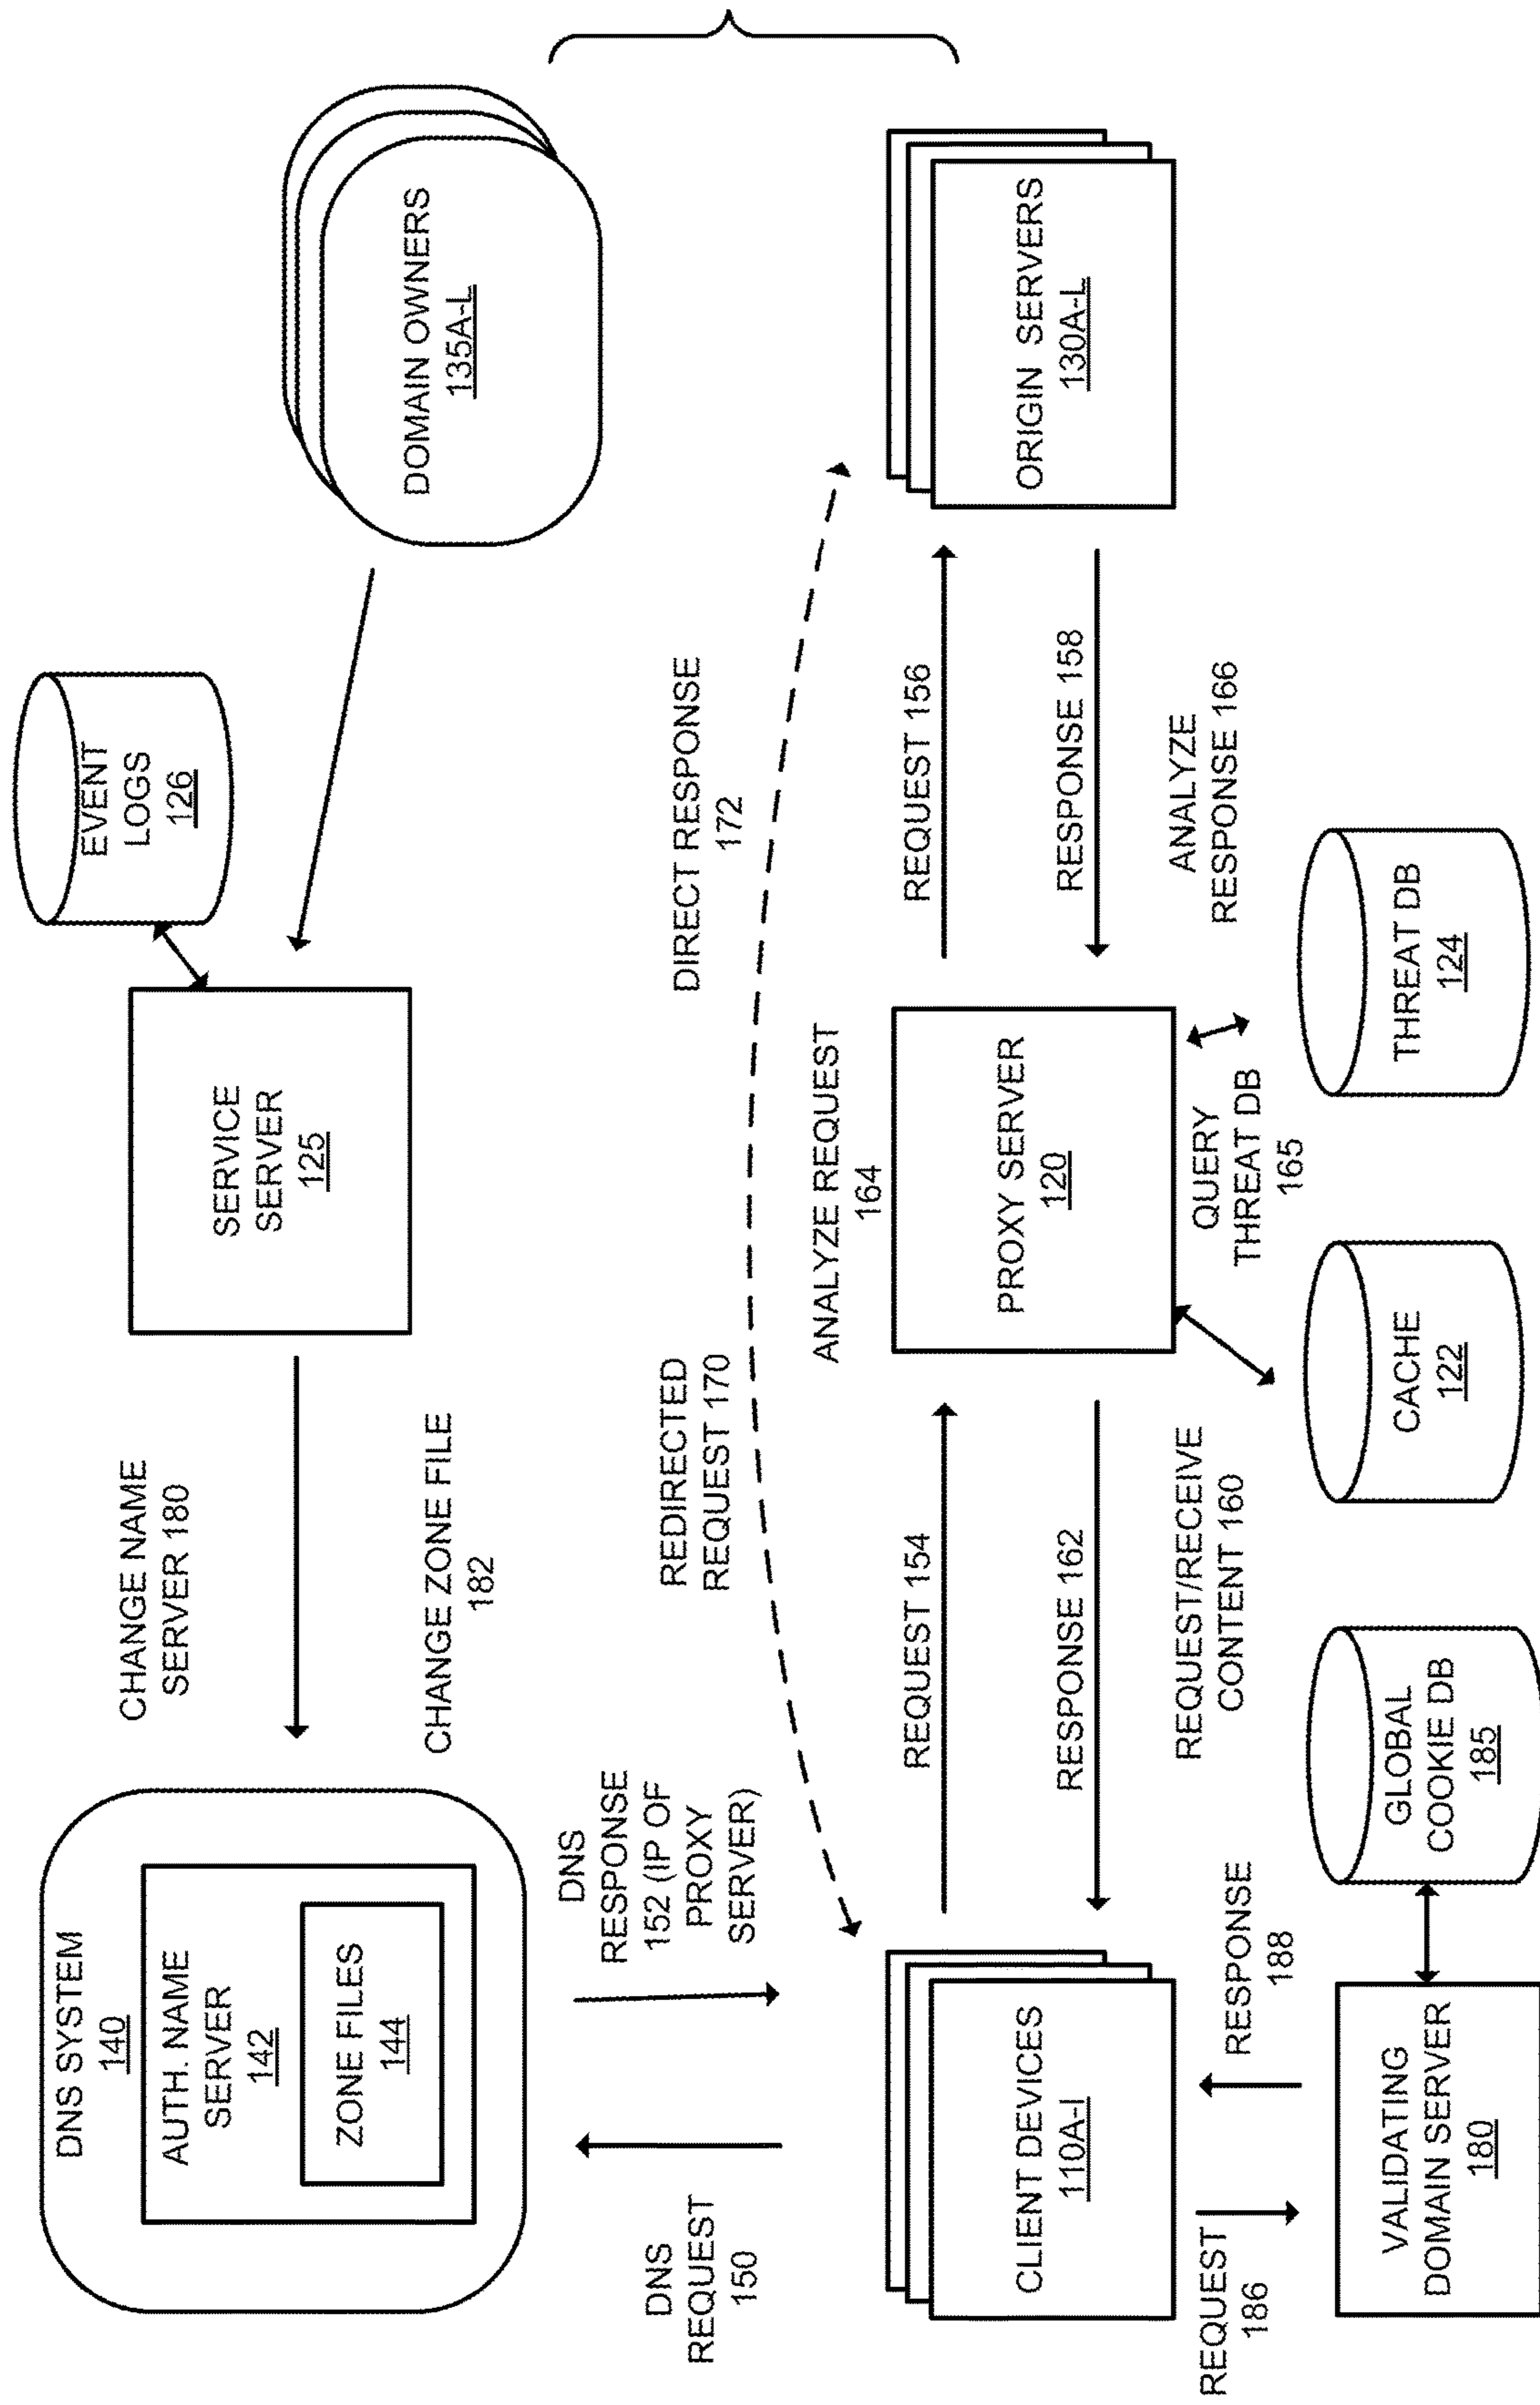 DNS SYSTEM
140
AUTH. NAME
SERVER
142
ZONE FILES
144
CHANGE NAME
SERVER 180
CHANGE ZONE FILE
182
SERVICE
SERVER
125
EVENT
LOGS
126
DOMAIN OWNERS
135A-L
DNS
REQUEST
150
DNS
RESPONSE
152 (IP OF
PROXY
SERVER)
REDIRECTED
REQUEST 170
DIRECT RESPONSE
172
ANALYZE REQUEST
164
CLIENT DEVICES
110A-I
REQUEST 154
RESPONSE 162
PROXY SERVER
120
REQUEST 156
RESPONSE 158
ORIGIN SERVERS
130A-L
REQUEST/RECEIVE
CONTENT 160
QUERY
THREAT DB
165
ANALYZE
RESPONSE 166
REQUEST
186
RESPONSE
188
VALIDATING
DOMAIN SERVER
180
GLOBAL
COOKIE DB
185
CACHE
122
THREAT DB
124